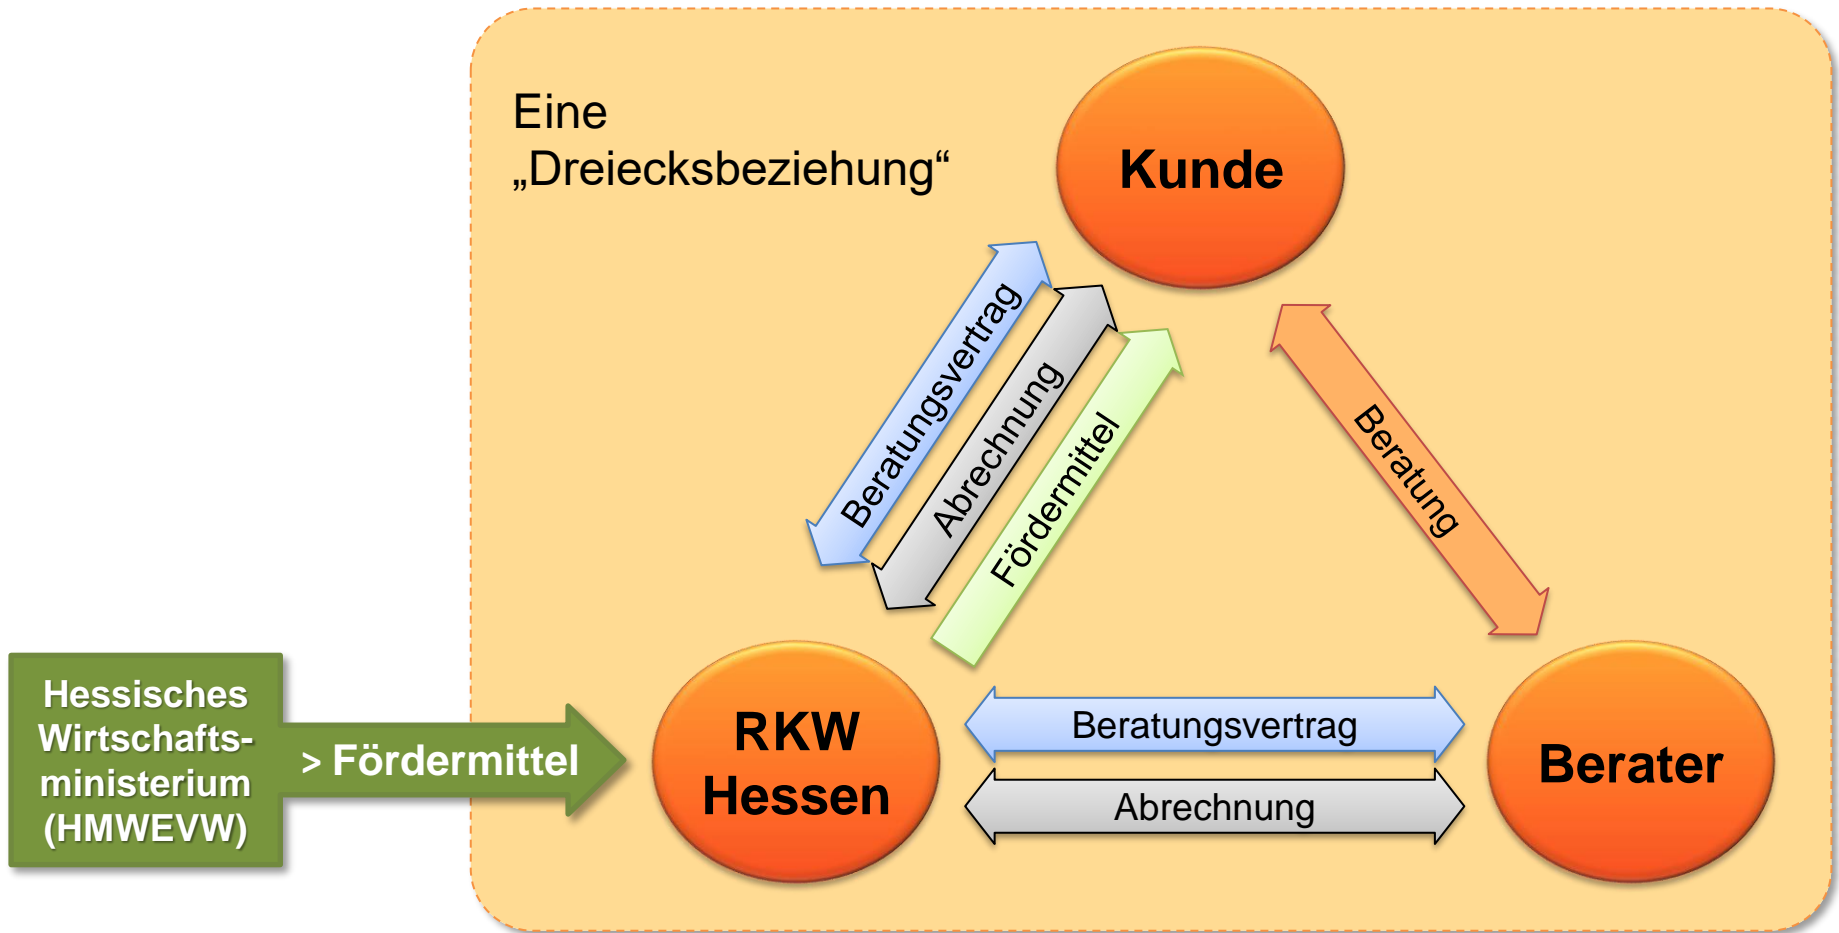 Eine
„Dreiecksbeziehung“
Kunde
Beratungsvertrag
Abrechnung
Fördermittel
Beratung
Hessisches
Wirtschafts-
ministerium
(HMWEVW)
> Fördermittel
RKW
Hessen
Beratungsvertrag
Abrechnung
Berater